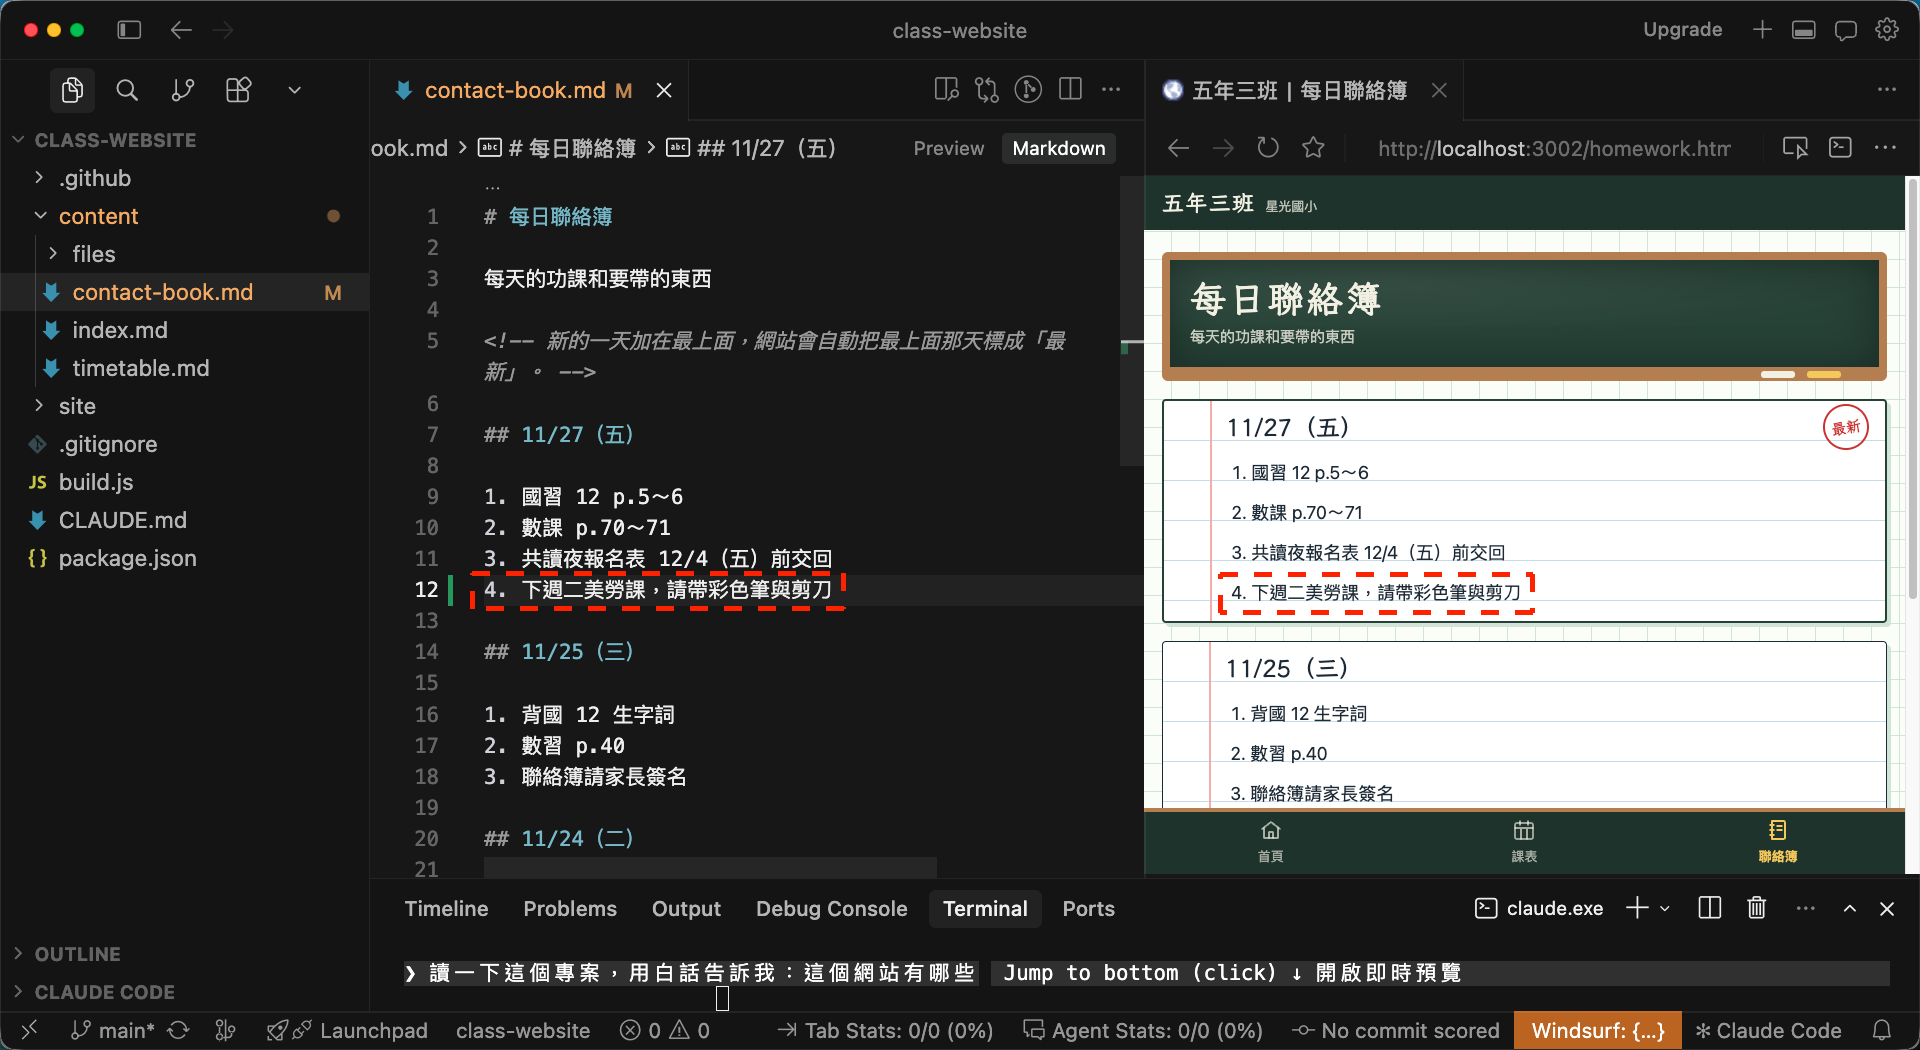 class-website
Upgrade
CLASS-WEBSITE
.github
content
files
contact-book.md M
index.md
timetable.md
site
.gitignore
JS build.js
CLAUDE.md
{} package.json
OUTLINE
CLAUDE CODE
contact-book.md M
ook.md > # 每日聯絡簿 > ## 11/27（五）
Preview Markdown
...
1 # 每日聯絡簿
2
3 每天的功課和要帶的東西
4
5 <!-- 新的一天加在最上面，網站會自動把最上面那天標成「最
新」。 -->
6
7 ## 11/27（五）
8
9 1. 國習 12 p.5～6
10 2. 數課 p.70～71
11 3. 共讀夜報名表 12/4（五）前交回
12 4. 下週二美勞課，請帶彩色筆與剪刀
13
14 ## 11/25（三）
15
16 1. 背國 12 生字詞
17 2. 數習 p.40
18 3. 聯絡簿請家長簽名
19
20 ## 11/24（二）
21
五年三班 | 每日聯絡簿
http://localhost:3002/homework.htm
五年三班 星光國小
每日聯絡簿
每天的功課和要帶的東西
11/27（五）
最新
1. 國習 12 p.5～6
2. 數課 p.70～71
3. 共讀夜報名表 12/4（五）前交回
4. 下週二美勞課，請帶彩色筆與剪刀
11/25（三）
1. 背國 12 生字詞
2. 數習 p.40
3. 聯絡簿請家長簽名
首頁 課表 聯絡簿
Timeline Problems Output Debug Console Terminal Ports
claude.exe
❯ 讀一下這個專案，用白話告訴我：這個網站有哪些 Jump to bottom (click) ↓ 開啟即時預覽
main* Launchpad class-website 0 0 Tab Stats: 0/0 (0%) Agent Stats: 0/0 (0%) No commit scored Windsurf: {...} Claude Code